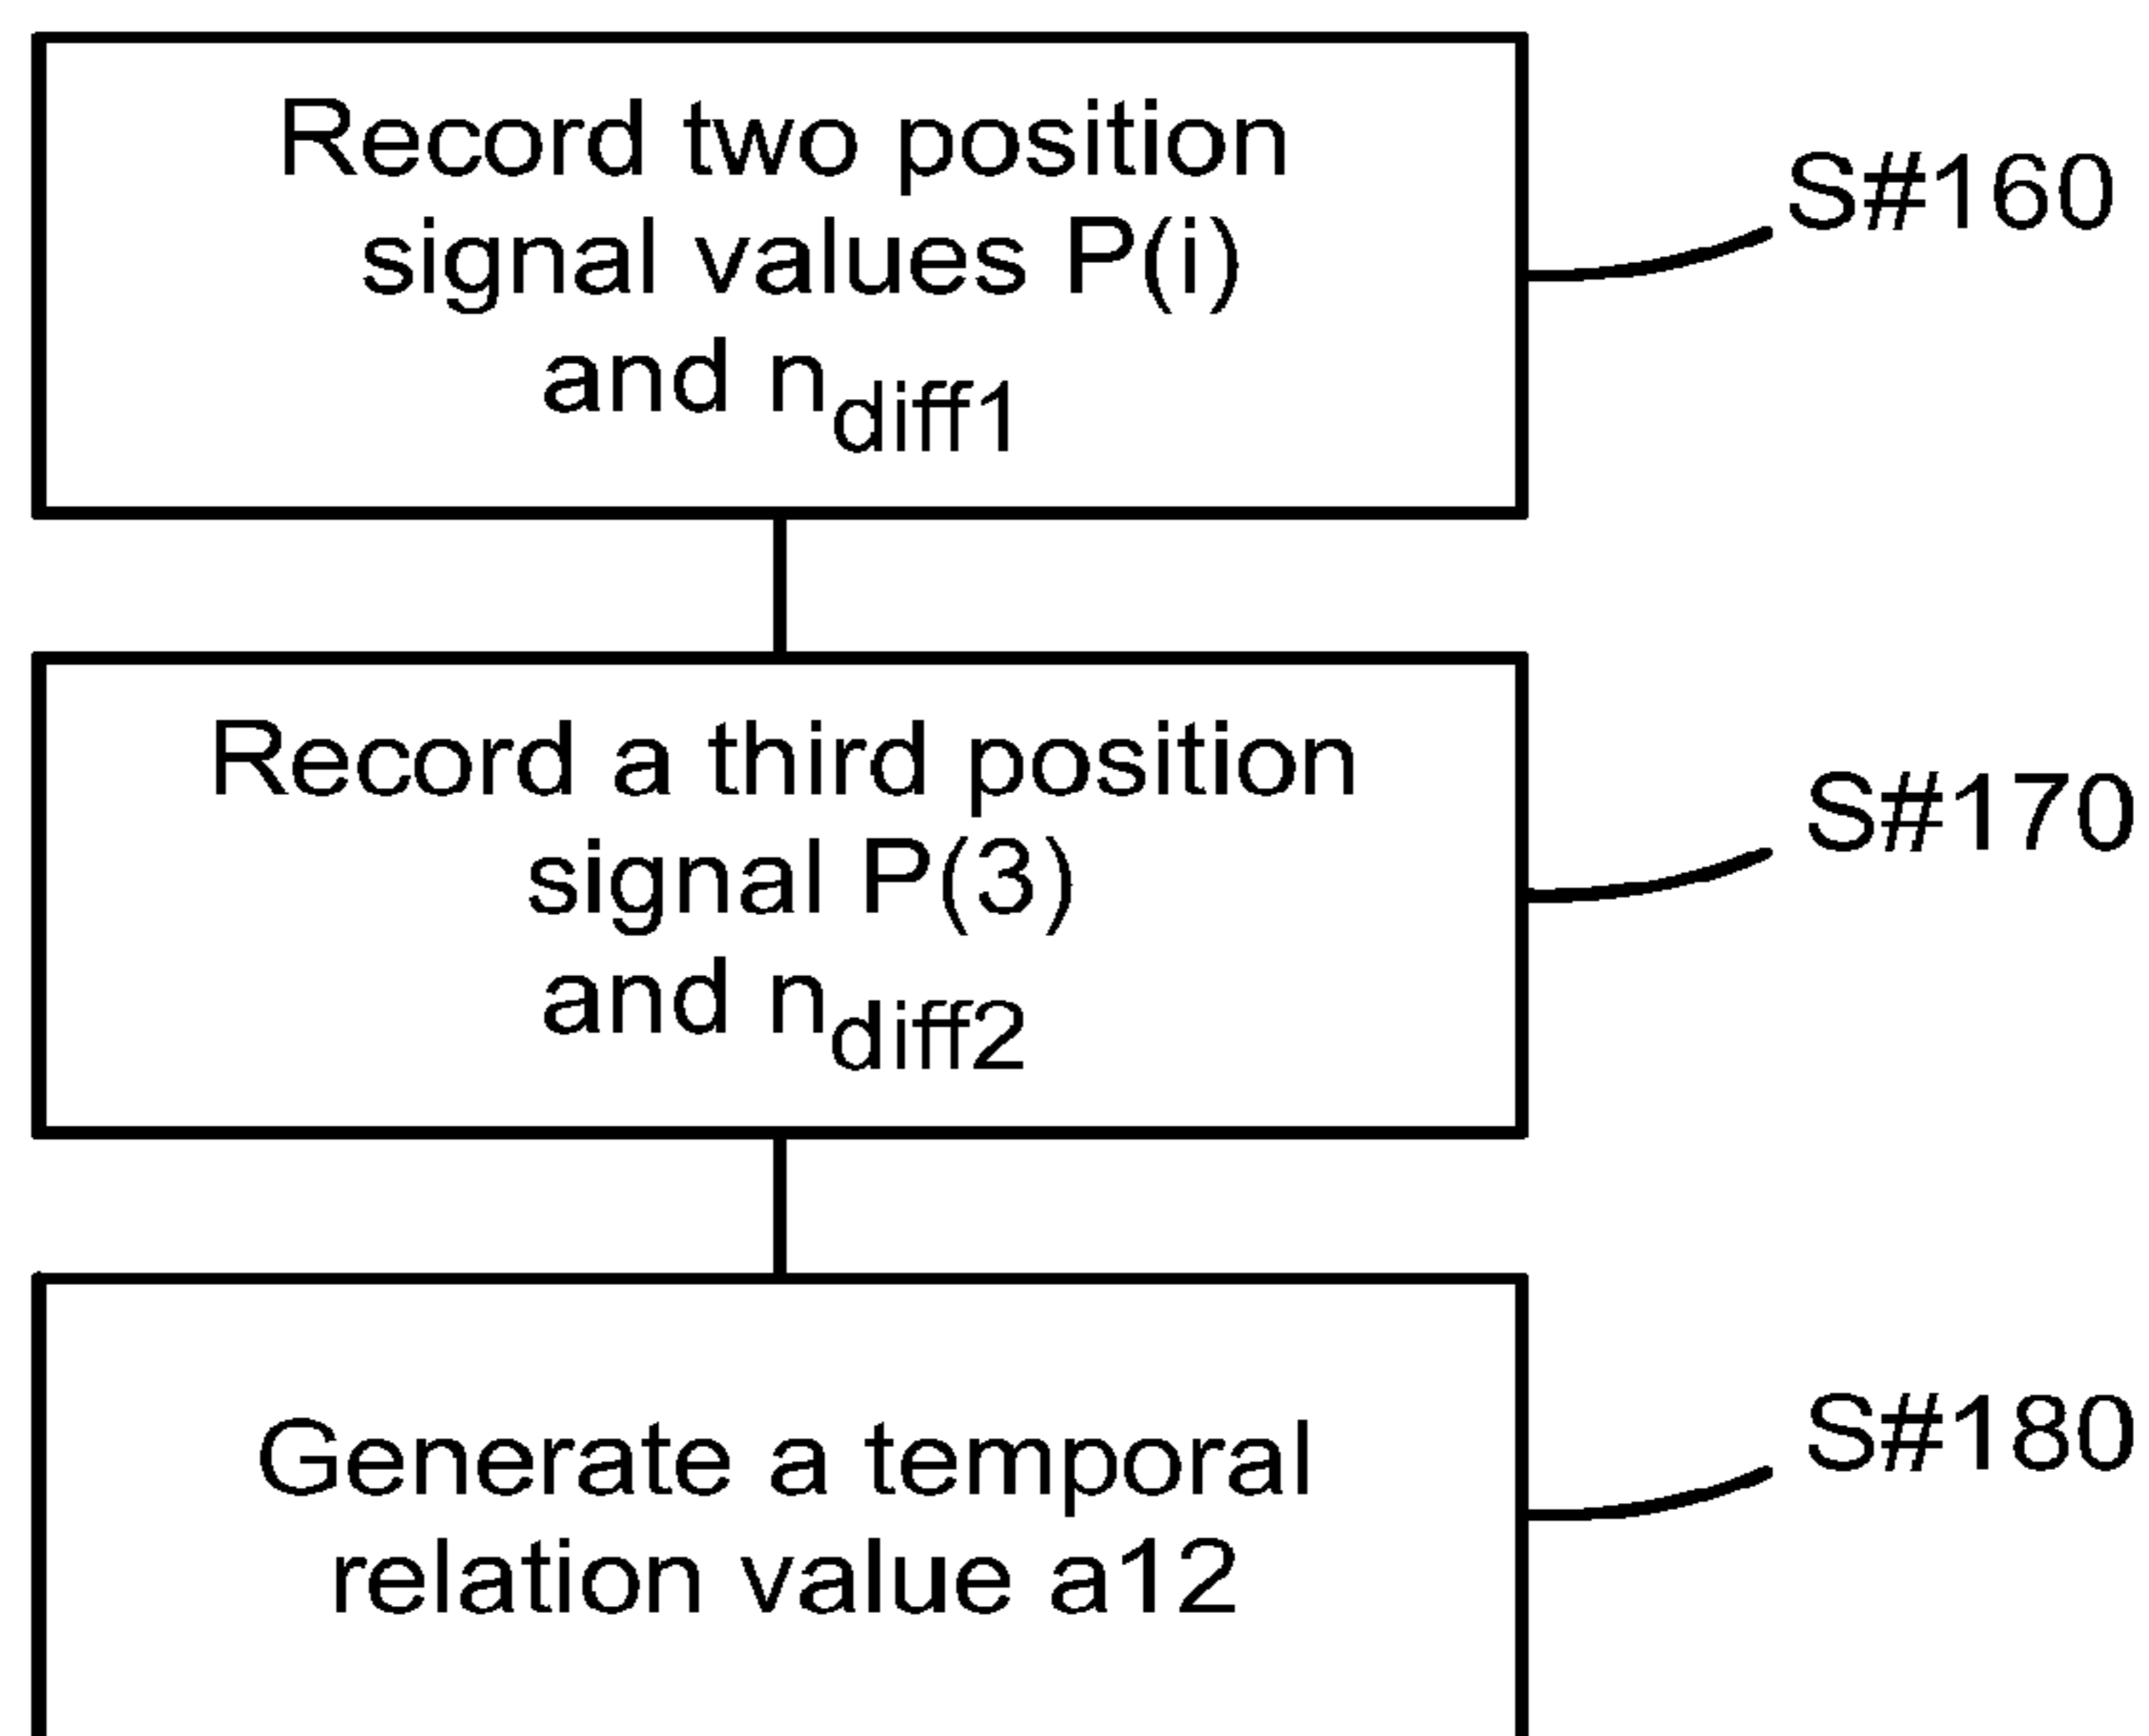 Record two position
signal values P(i)
and n_diff1
S#160
Record a third position
signal P(3)
and n_diff2
S#170
Generate a temporal
relation value a12
S#180